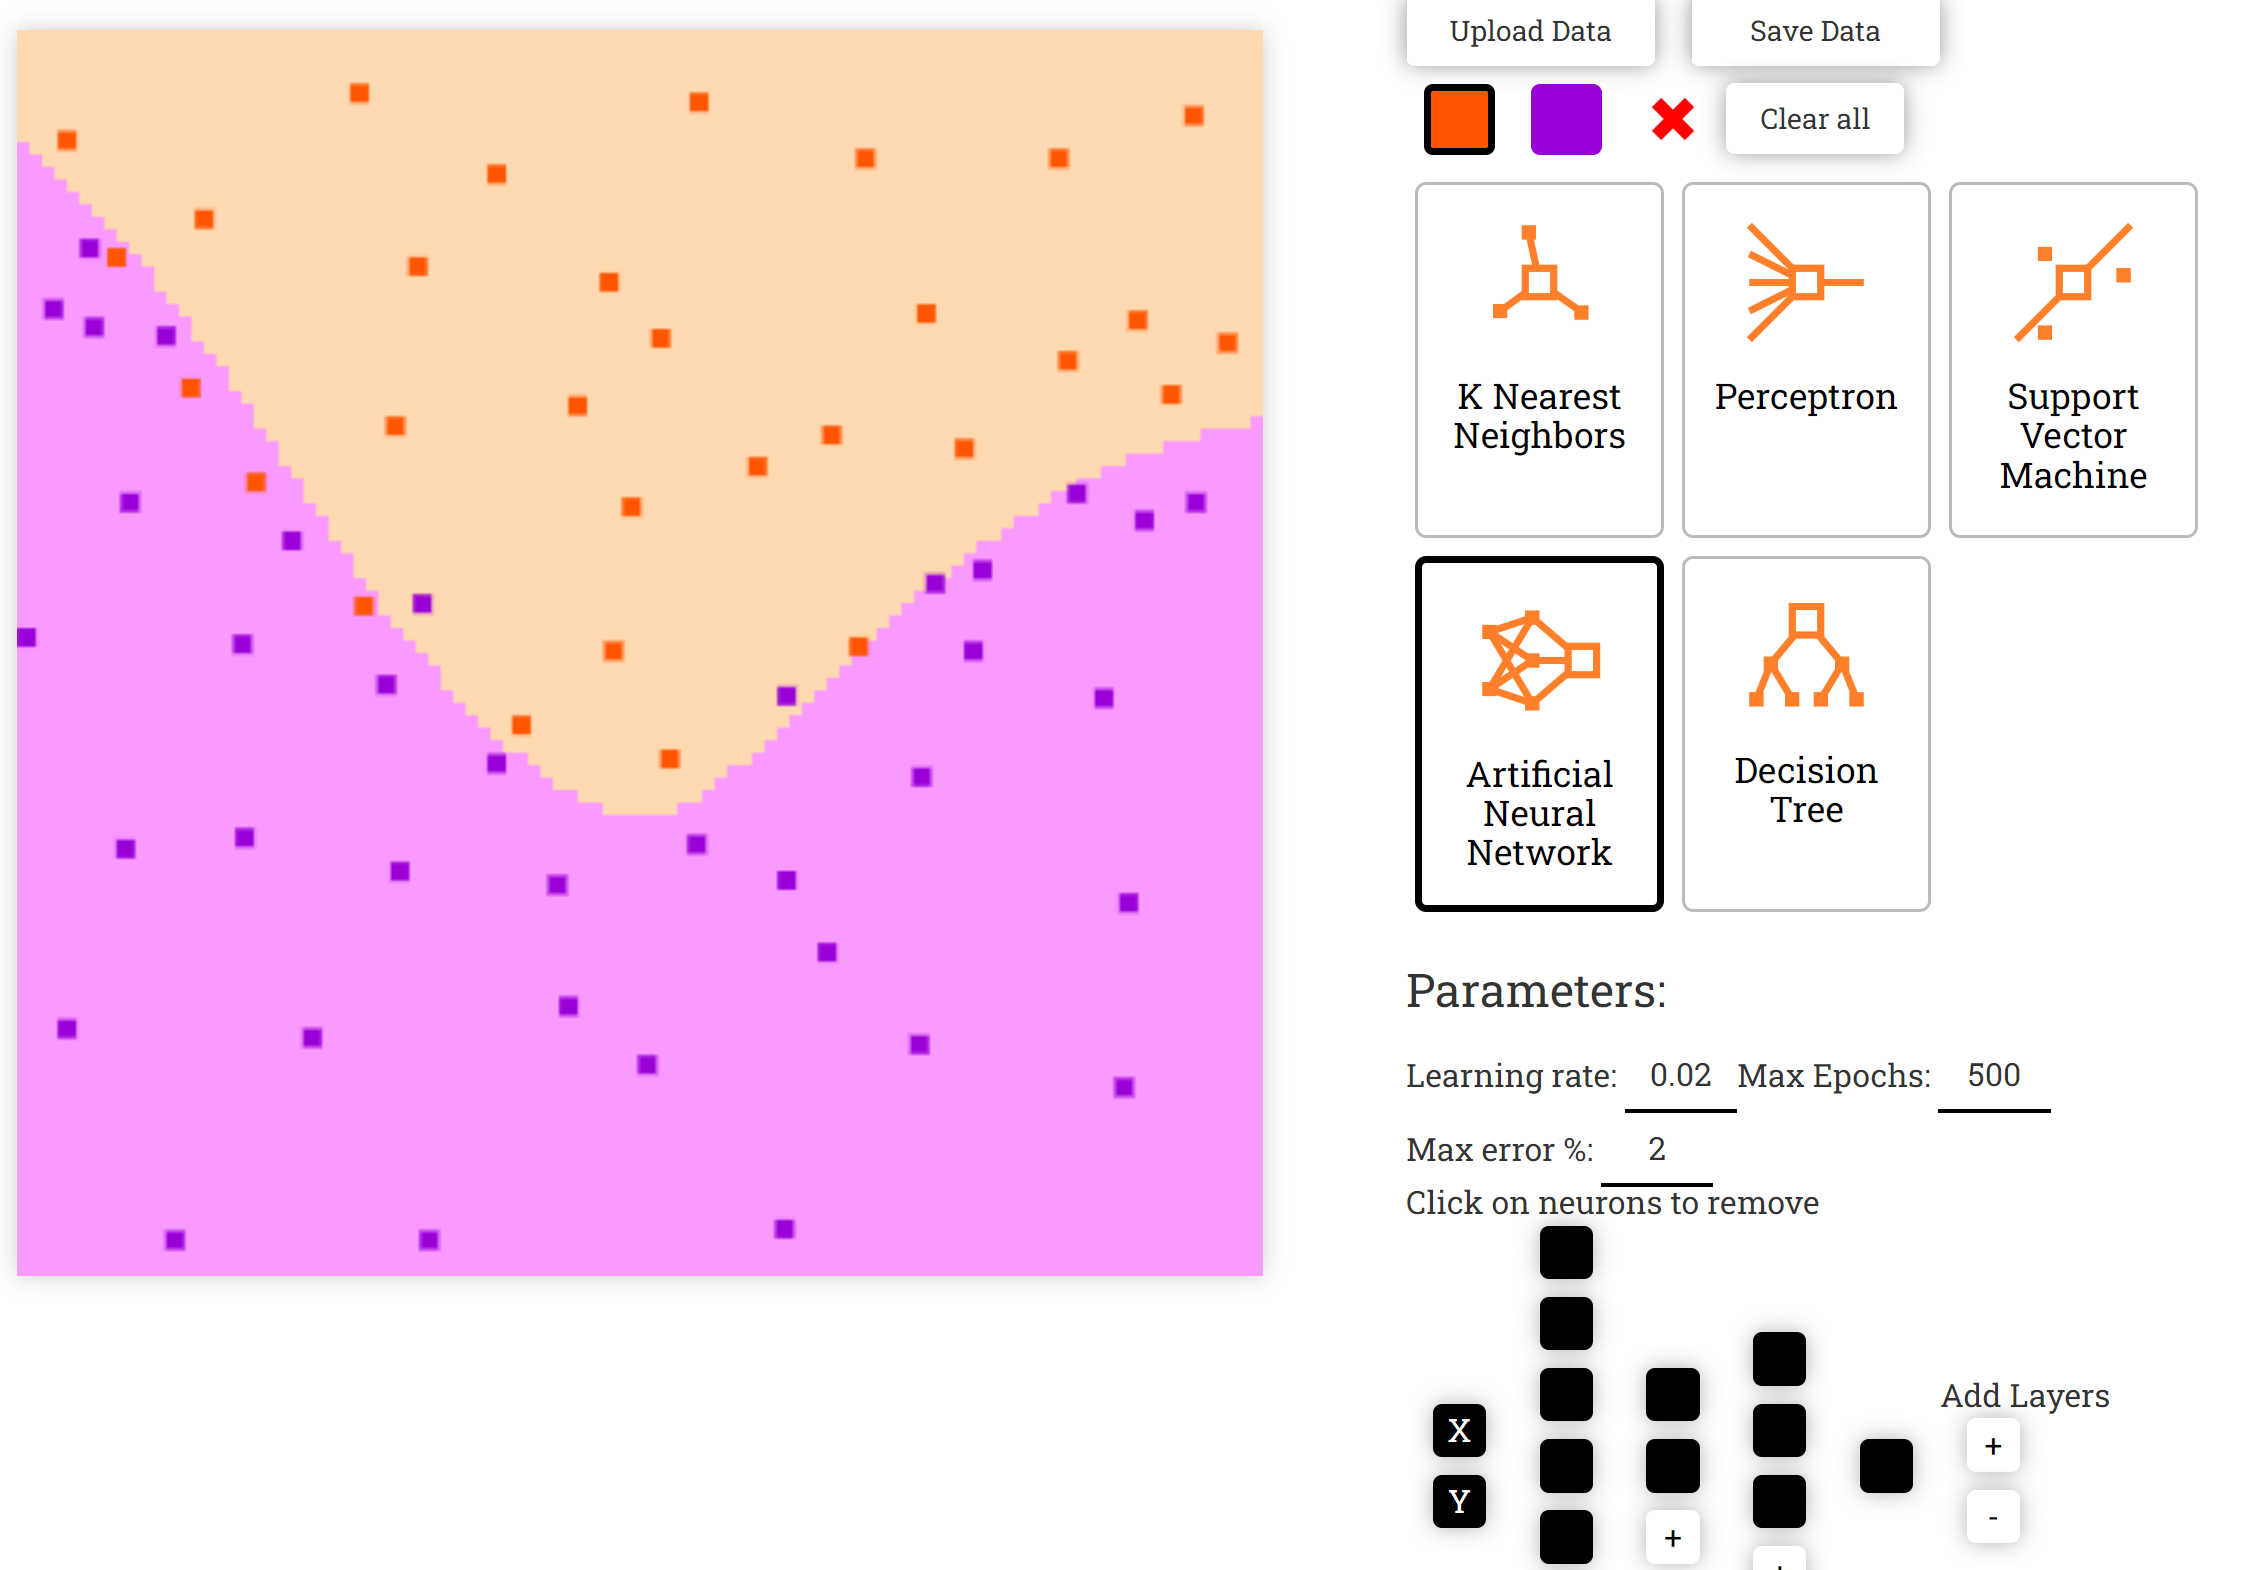 Upload Data
Save Data
Clear all
K Nearest
Neighbors
Perceptron
Support
Vector
Machine
Artificial
Neural
Network
Decision
Tree
Parameters:
Learning rate: 0.02 Max Epochs: 500
Max error %: 2
Click on neurons to remove
Add Layers
X
+
Y
-
+